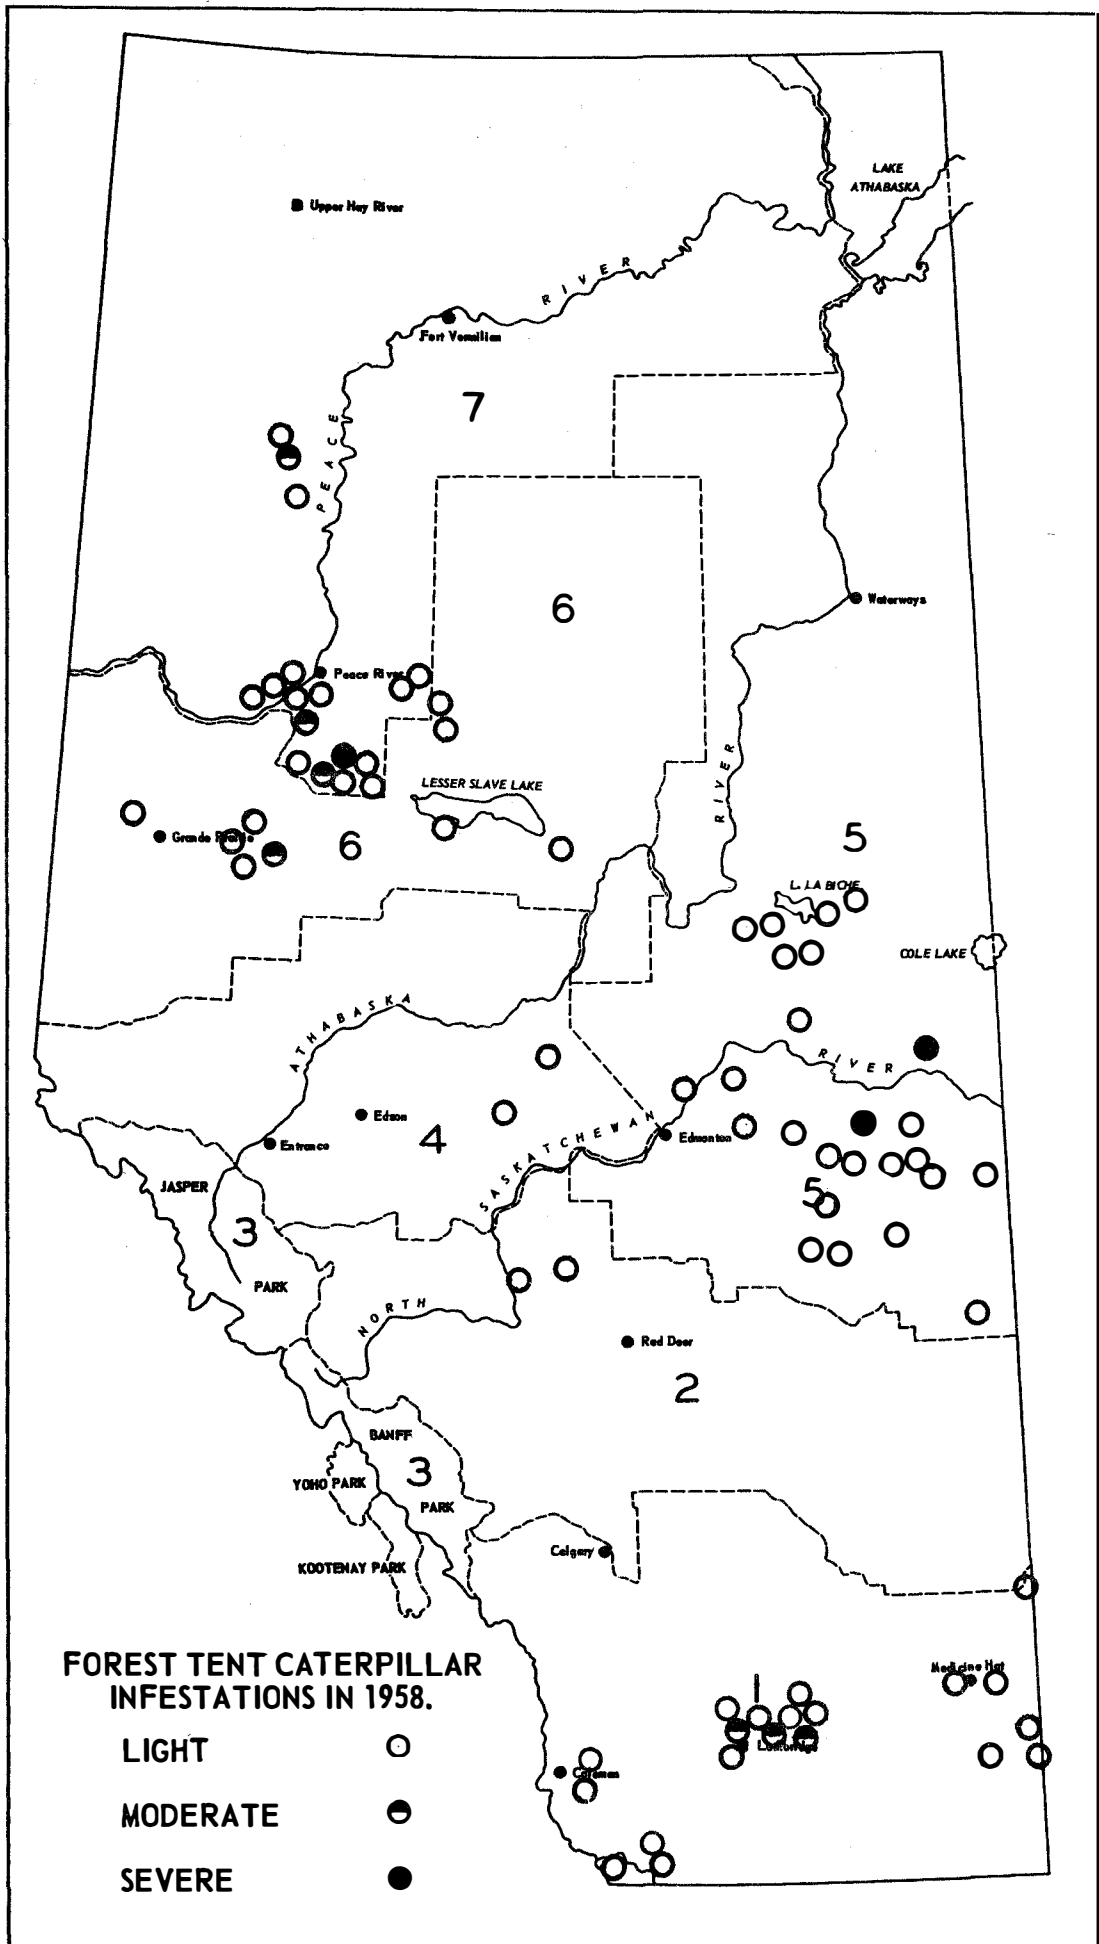 LAKE
ATHABASKA
Upper Hay River
RIVER
Fort Vermilion
7
PEACE
6
Waterways
Peace River
RIVER
LESSER SLAVE LAKE
Grande Prairie
6
5
L. LA BICHE
COLE LAKE
ATHABASKA
RIVER
Edson
Entrance
4
SASKATCHEWAN
Edmonton
JASPER
3
PARK
5
NORTH
Red Deer
2
BANFF
3
YOHO PARK
PARK
KOOTENAY PARK
Calgary
Medicine Hat
1
Coleman
FOREST TENT CATERPILLAR
INFESTATIONS IN 1958.
LIGHT
MODERATE
SEVERE